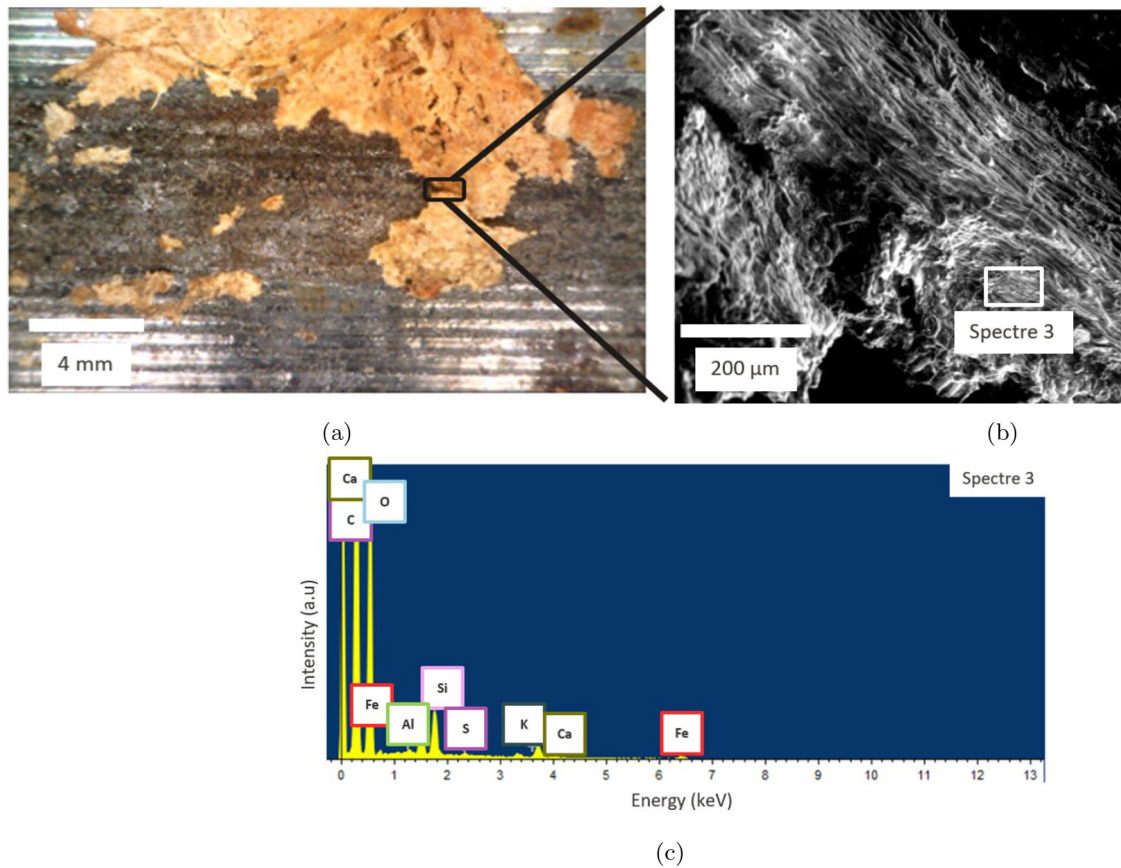 4 mm
200 µm
Spectre 3
(a)
(b)
Spectre 3
Ca
O
C
Fe
Al
Si
S
K
Ca
Fe
Intensity (a.u)
0 1 2 3 4 5 6 7 8 9 10 11 12 13
Energy (keV)
(c)